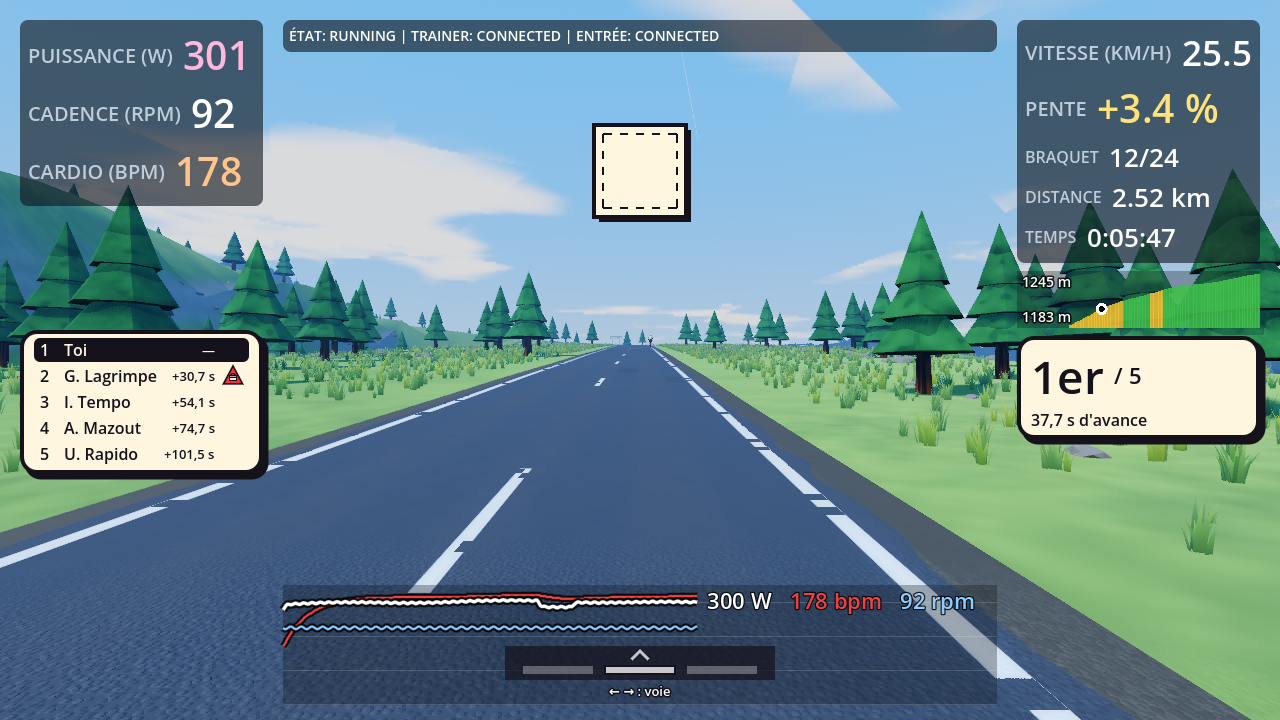 PUISSANCE (W) 301
CADENCE (RPM) 92
CARDIO (BPM) 178
ÉTAT: RUNNING | TRAINER: CONNECTED | ENTRÉE: CONNECTED
VITESSE (KM/H) 25.5
PENTE +3.4 %
BRAQUET 12/24
DISTANCE 2.52 km
TEMPS 0:05:47
1245 m
1183 m
1 Toi —
2 G. Lagrimpe +30,7 s
3 I. Tempo +54,1 s
4 A. Mazout +74,7 s
5 U. Rapido +101,5 s
1er / 5
37,7 s d'avance
300 W 178 bpm 92 rpm
← → : voie